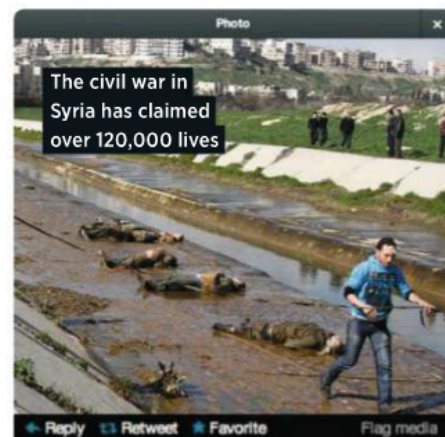 Photo ×
The civil war in
Syria has claimed
over 120,000 lives
Reply Retweet Favorite Flag media